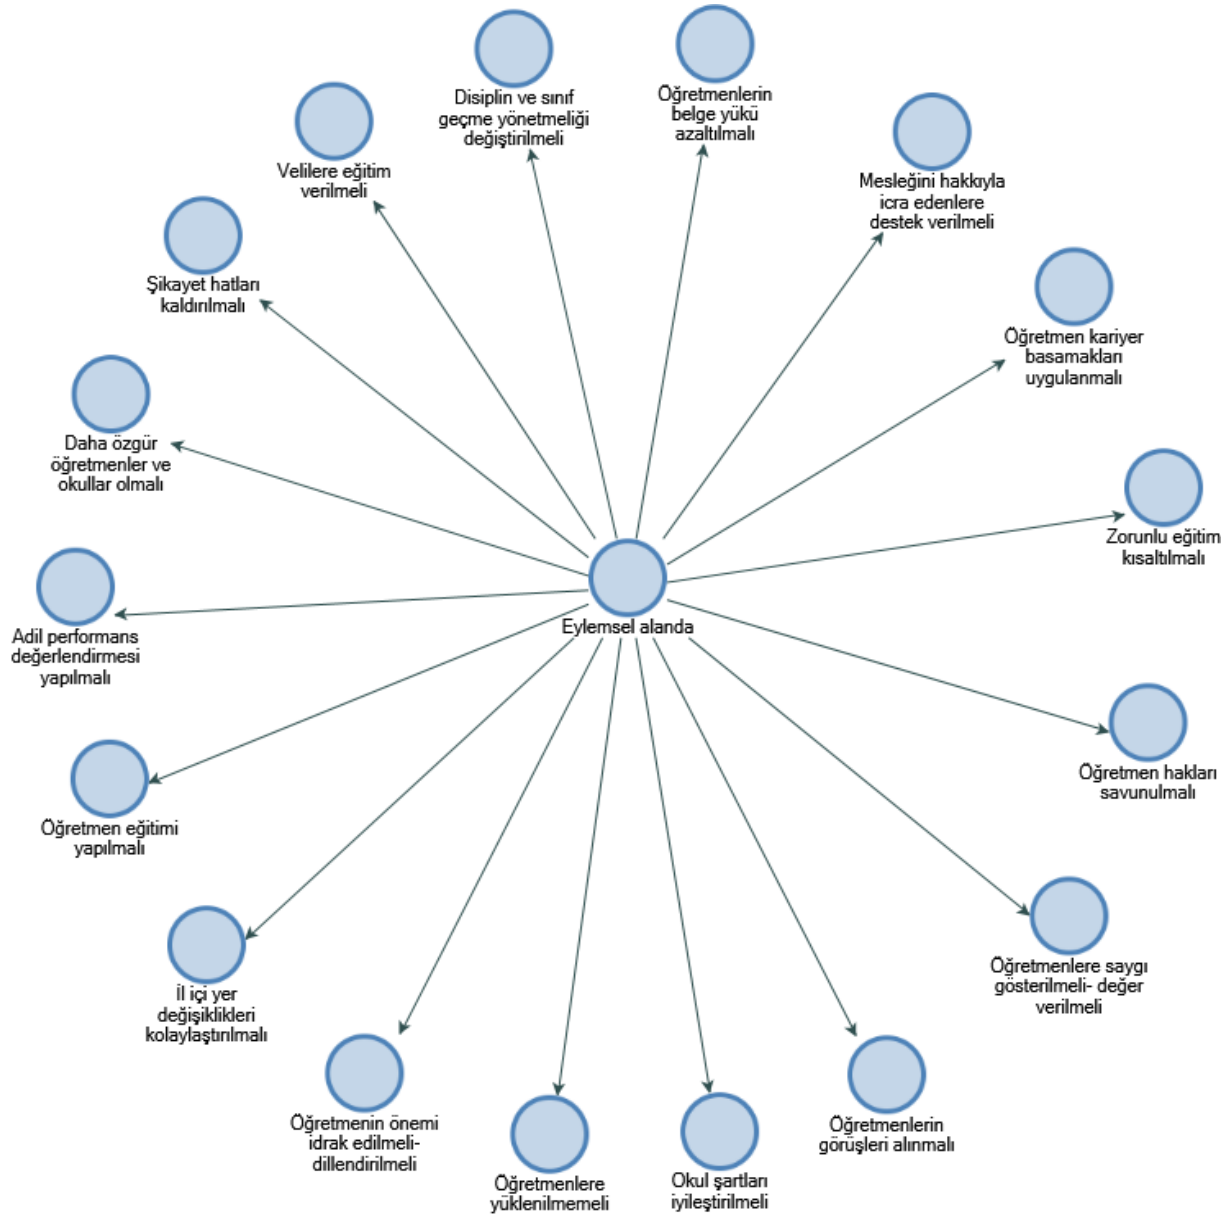 Disiplin ve sınıf
geçme yönetmeliği
değiştirilmeli
Öğretmenlerin
belge yükü
azaltılmalı
Velilere eğitim
verilmeli
Mesleğini hakkıyla
icra edenlere
destek verilmeli
Şikayet hatları
kaldırılmalı
Öğretmen kariyer
basamakları
uygulanmalı
Daha özgür
öğretmenler ve
okullar olmalı
Zorunlu eğitim
kısaltılmalı
Eylemsel alanda
Adil performans
değerlendirmesi
yapılmalı
Öğretmen hakları
savunulmalı
Öğretmen eğitimi
yapılmalı
Öğretmenlere saygı
gösterilmeli- değer
verilmeli
İl içi yer
değişiklikleri
kolaylaştırılmalı
Öğretmenin önemi
idrak edilmeli-
dillendirilmeli
Öğretmenlerin
görüşleri alınmalı
Öğretmenlere
yüklenilmemeli
Okul şartları
iyileştirilmeli